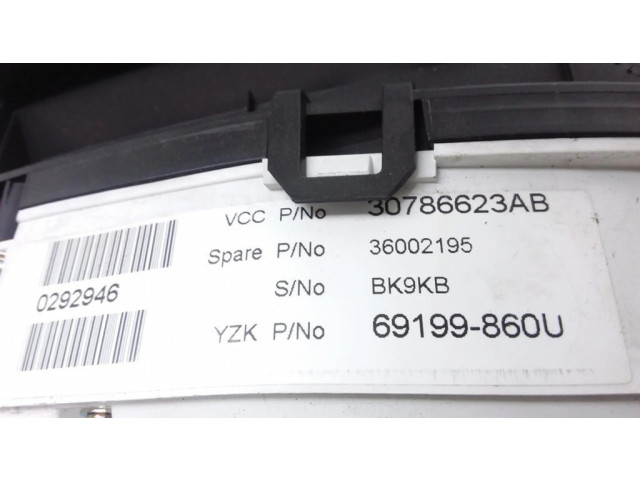 VCC P/No 30786623AB
Spare P/No 36002195
S/No BK9KB
YZK P/No 69199-860U
0292946